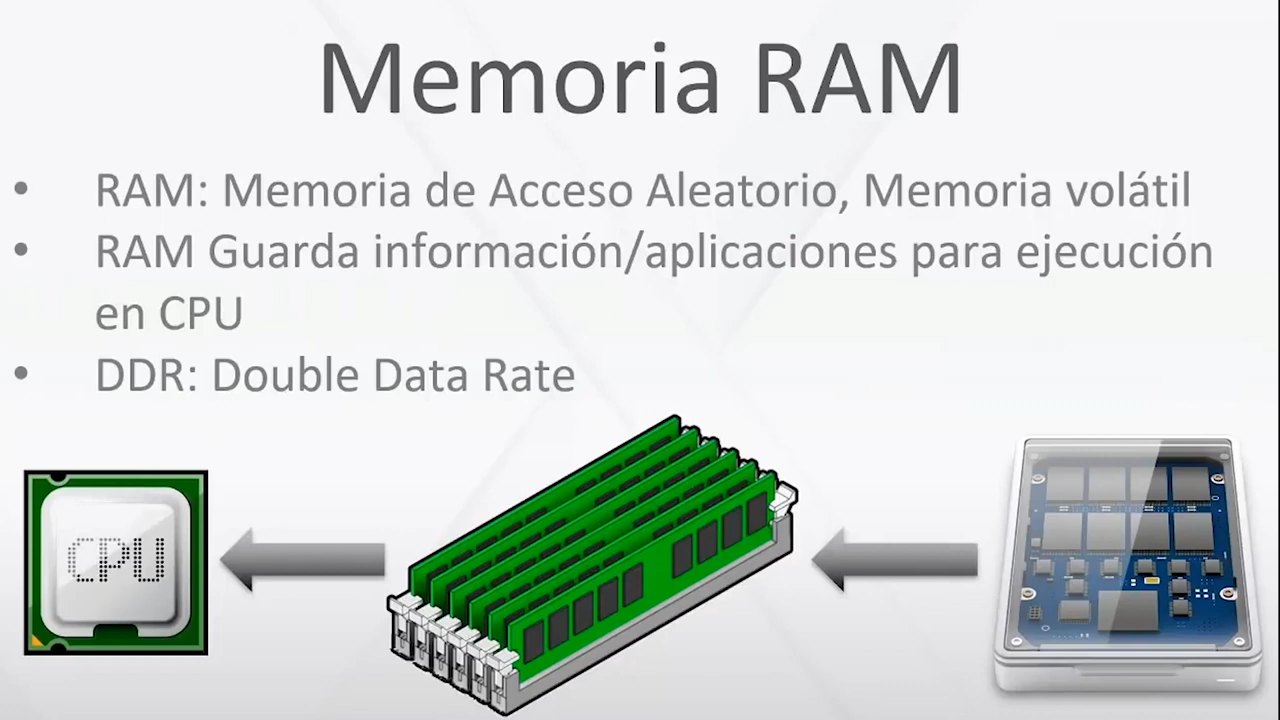 Memoria RAM
• RAM: Memoria de Acceso Aleatorio, Memoria volátil
• RAM Guarda información/aplicaciones para ejecución
en CPU
• DDR: Double Data Rate
CPU